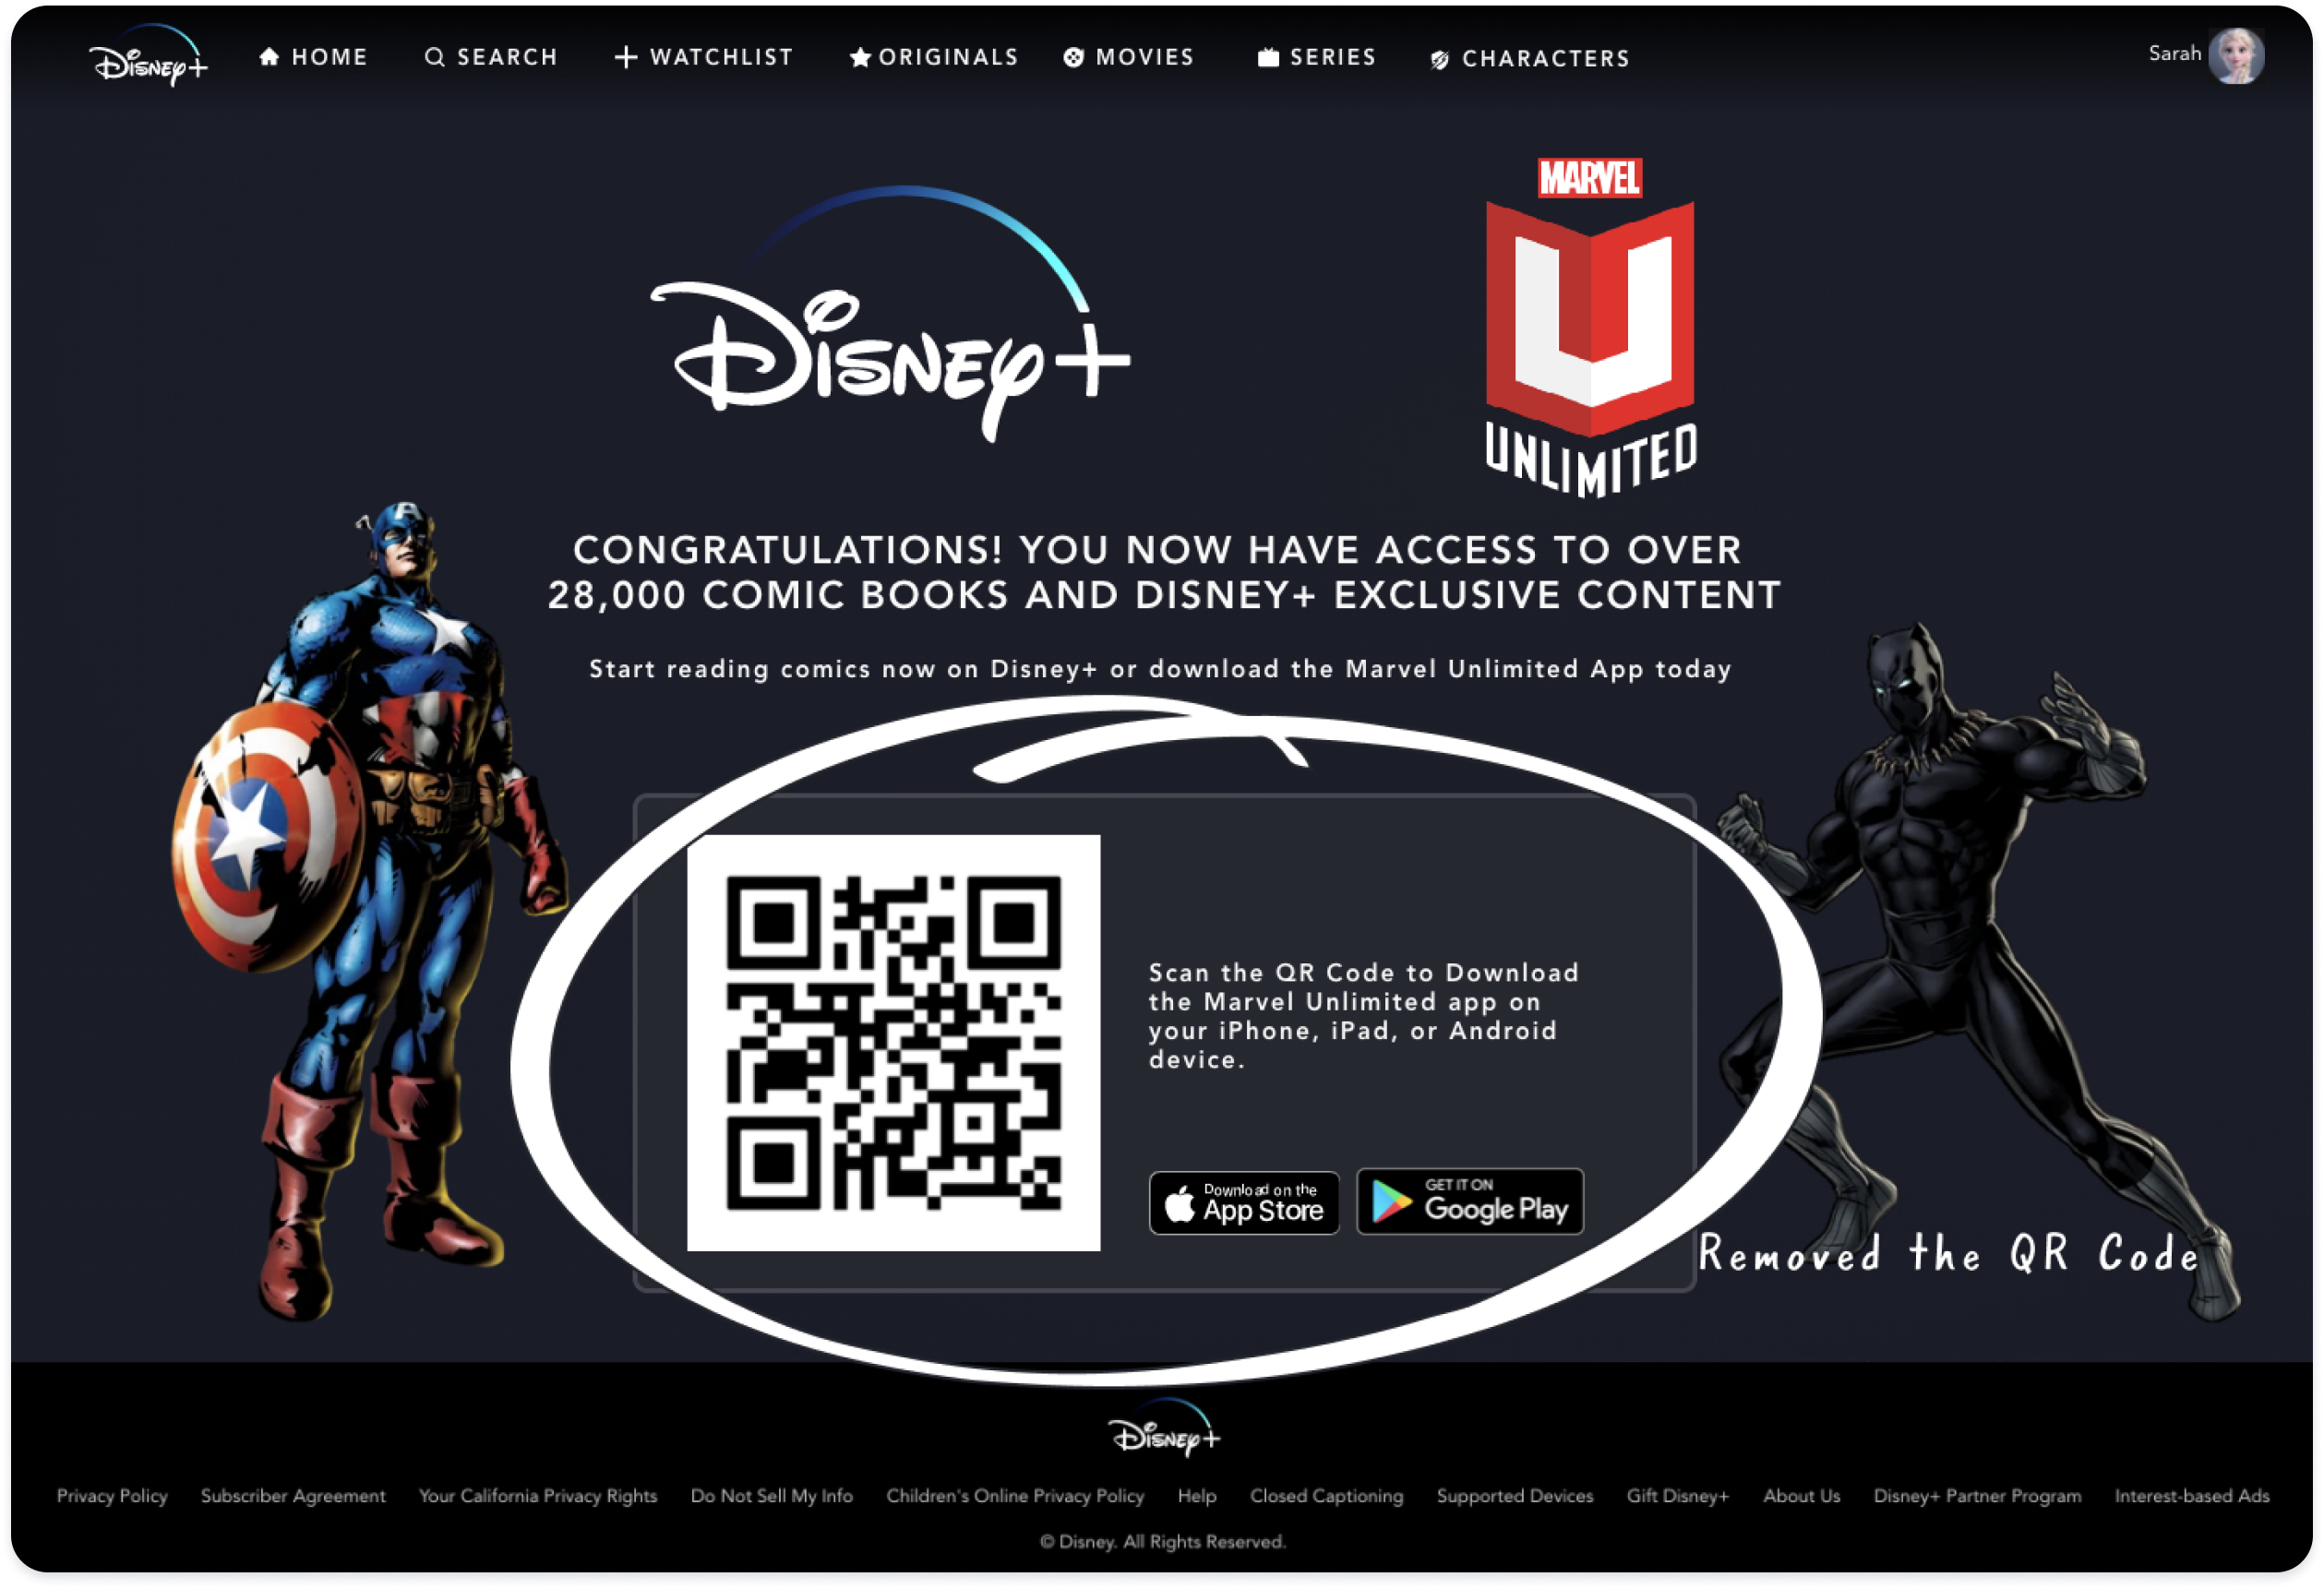 Disney+
HOME
SEARCH
WATCHLIST
ORIGINALS
MOVIES
SERIES
CHARACTERS
Sarah
Disney+
MARVEL
UNLIMITED
CONGRATULATIONS! YOU NOW HAVE ACCESS TO OVER
28,000 COMIC BOOKS AND DISNEY+ EXCLUSIVE CONTENT
Start reading comics now on Disney+ or download the Marvel Unlimited App today
Scan the QR Code to Download
the Marvel Unlimited app on
your iPhone, iPad, or Android
device.
Download on the
App Store
GET IT ON
Google Play
Removed the QR Code
Disney+
Privacy Policy
Subscriber Agreement
Your California Privacy Rights
Do Not Sell My Info
Children's Online Privacy Policy
Help
Closed Captioning
Supported Devices
Gift Disney+
About Us
Disney+ Partner Program
Interest-based Ads
© Disney. All Rights Reserved.